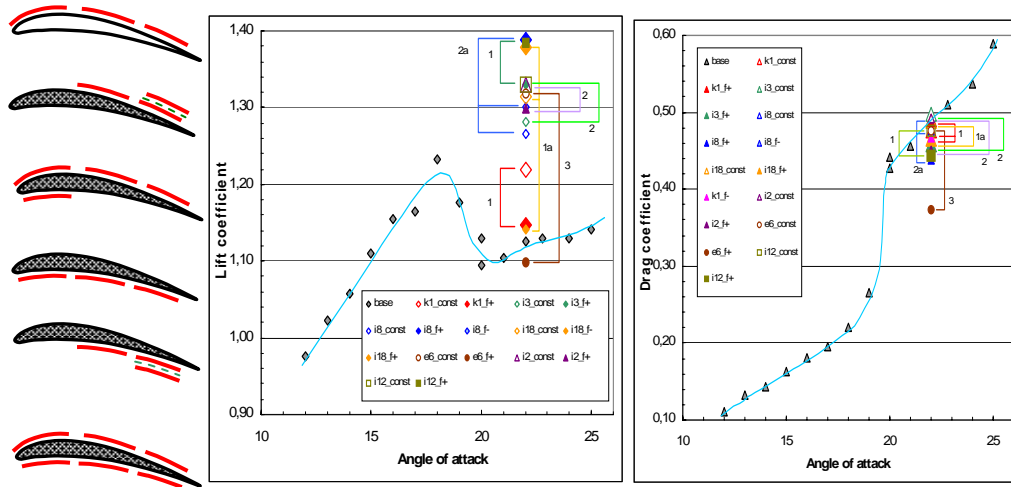 Lift coefficient
1,40
1,30
1,20
1,10
1,00
0,90
10
15
20
25
Angle of attack
2a
1
2
2
1a
3
1
base
k1_const
k1_f+
i3_const
i3_f+
i8_const
i8_f+
i8_f-
i18_const
i18_f-
i18_f+
e6_const
e6_f+
i2_const
i2_f+
i12_const
i12_f+
Drag coefficient
0,60
0,50
0,40
0,30
0,20
0,10
10
15
20
25
Angle of attack
base
k1_const
k1_f+
i3_const
i3_f+
i8_const
i8_f+
i8_f-
i18_const
i18_f+
k1_f-
i2_const
i2_f+
e6_const
e6_f+
i12_const
i12_f+
1
1
1a
2a
2
2
3